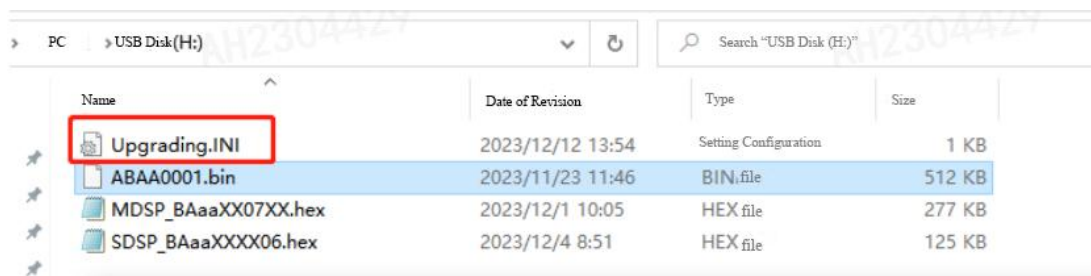 > PC > USB Disk(H:) Search "USB Disk (H:)"
Name Date of Revision Type Size
Upgrading.INI 2023/12/12 13:54 Setting Configuration 1 KB
ABAA0001.bin 2023/11/23 11:46 BIN file 512 KB
MDSP_BAaaXX07XX.hex 2023/12/1 10:05 HEX file 277 KB
SDSP_BAaaXXXX06.hex 2023/12/4 8:51 HEX file 125 KB
AH2304429
AH2304429